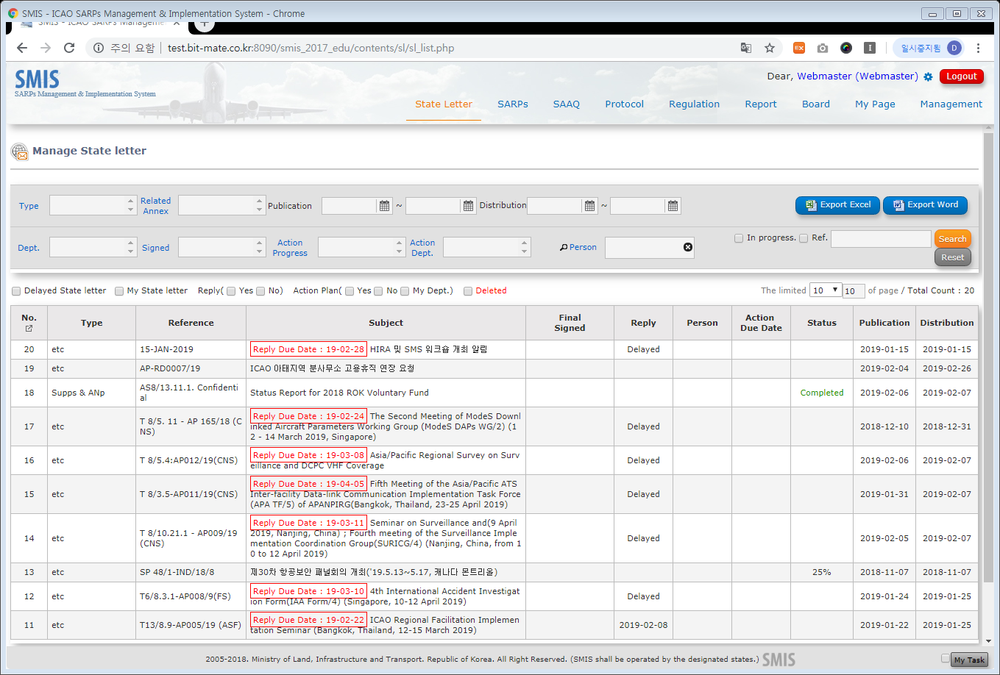 SMIS - ICAO SARPs Management & Implementation System - Chrome
SMIS - ICAO SARPs Manageme
주의 요함 | test.bit-mate.co.kr:8090/smis_2017_edu/contents/sl/sl_list.php
일시중지됨 D
SMIS
SARPs Management & Implementation System
Dear, Webmaster (Webmaster) Logout
State Letter SARPs SAAQ Protocol Regulation Report Board My Page Management
Manage State letter
Type Related Annex Publication ~ Distribution ~ Export Excel Export Word
Dept. Signed Action Progress Action Dept. Person In progress. Ref. Search
Reset
Delayed State letter My State letter Reply( Yes No) Action Plan( Yes No My Dept.) Deleted The limited 10 10 of page / Total Count : 20
No. Type Reference Subject Final Signed Reply Person Action Due Date Status Publication Distribution
20 etc 15-JAN-2019 Reply Due Date : 19-02-28 HIRA 및 SMS 워크숍 개최 알림 Delayed 2019-01-15 2019-01-15
19 etc AP-RD0007/19 ICAO 아태지역 분사무소 고용휴직 연장 요청 2019-02-04 2019-02-26
18 Supps & ANp AS8/13.11.1. Confidenti
al Status Report for 2018 ROK Voluntary Fund Completed 2019-02-06 2019-02-07
17 etc T 8/5. 11 - AP 165/18 (C
NS) Reply Due Date : 19-02-24 The Second Meeting of ModeS Downl
inked Aircraft Parameters Working Group (ModeS DAPs WG/2) (1
2 - 14 March 2019, Singapore) Delayed 2018-12-10 2018-12-31
16 etc T 8/5.4:AP012/19(CNS) Reply Due Date : 19-03-08 Asia/Pacific Regional Survey on Surv
eillance and DCPC VHF Coverage Delayed 2019-02-06 2019-02-07
15 etc T 8/3.5-AP011/19(CNS) Reply Due Date : 19-04-05 Fifth Meeting of the Asia/Pacific ATS
Inter-facility Data-link Communication Implementation Task Force
(APA TF/5) of APANPIRG(Bangkok, Thailand, 23-25 April 2019) Delayed 2019-01-31 2019-02-07
14 etc T 8/10.21.1 - AP009/19
(CNS) Reply Due Date : 19-03-11 Seminar on Surveillance and(9 April
2019, Nanjing, China) ; Fourth meeting of the Surveillance Imple
mentation Coordination Group(SURICG/4) (Nanjing, China, from 1
0 to 12 April 2019) Delayed 2019-02-05 2019-02-07
13 etc SP 48/1-IND/18/8 제30차 항공보안 패널회의 개최('19.5.13~5.17, 캐나다 몬트리올) 25% 2018-11-07 2018-11-07
12 etc T6/8.3.1-AP008/9(FS) Reply Due Date : 19-03-10 4th International Accident Investigat
ion Form(IAA Form/4) (Singapore, 10-12 April 2019) Delayed 2019-01-24 2019-01-25
11 etc T13/8.9-AP005/19 (ASF) Reply Due Date : 19-02-22 ICAO Regional Facilitation Implemen
tation Seminar (Bangkok, Thailand, 12-15 March 2019) 2019-02-08 2019-01-22 2019-01-25
2005-2018. Ministry of Land, Infrastructure and Transport. Republic of Korea. All Right Reserved. (SMIS shall be operated by the designated states.) SMIS
My Task